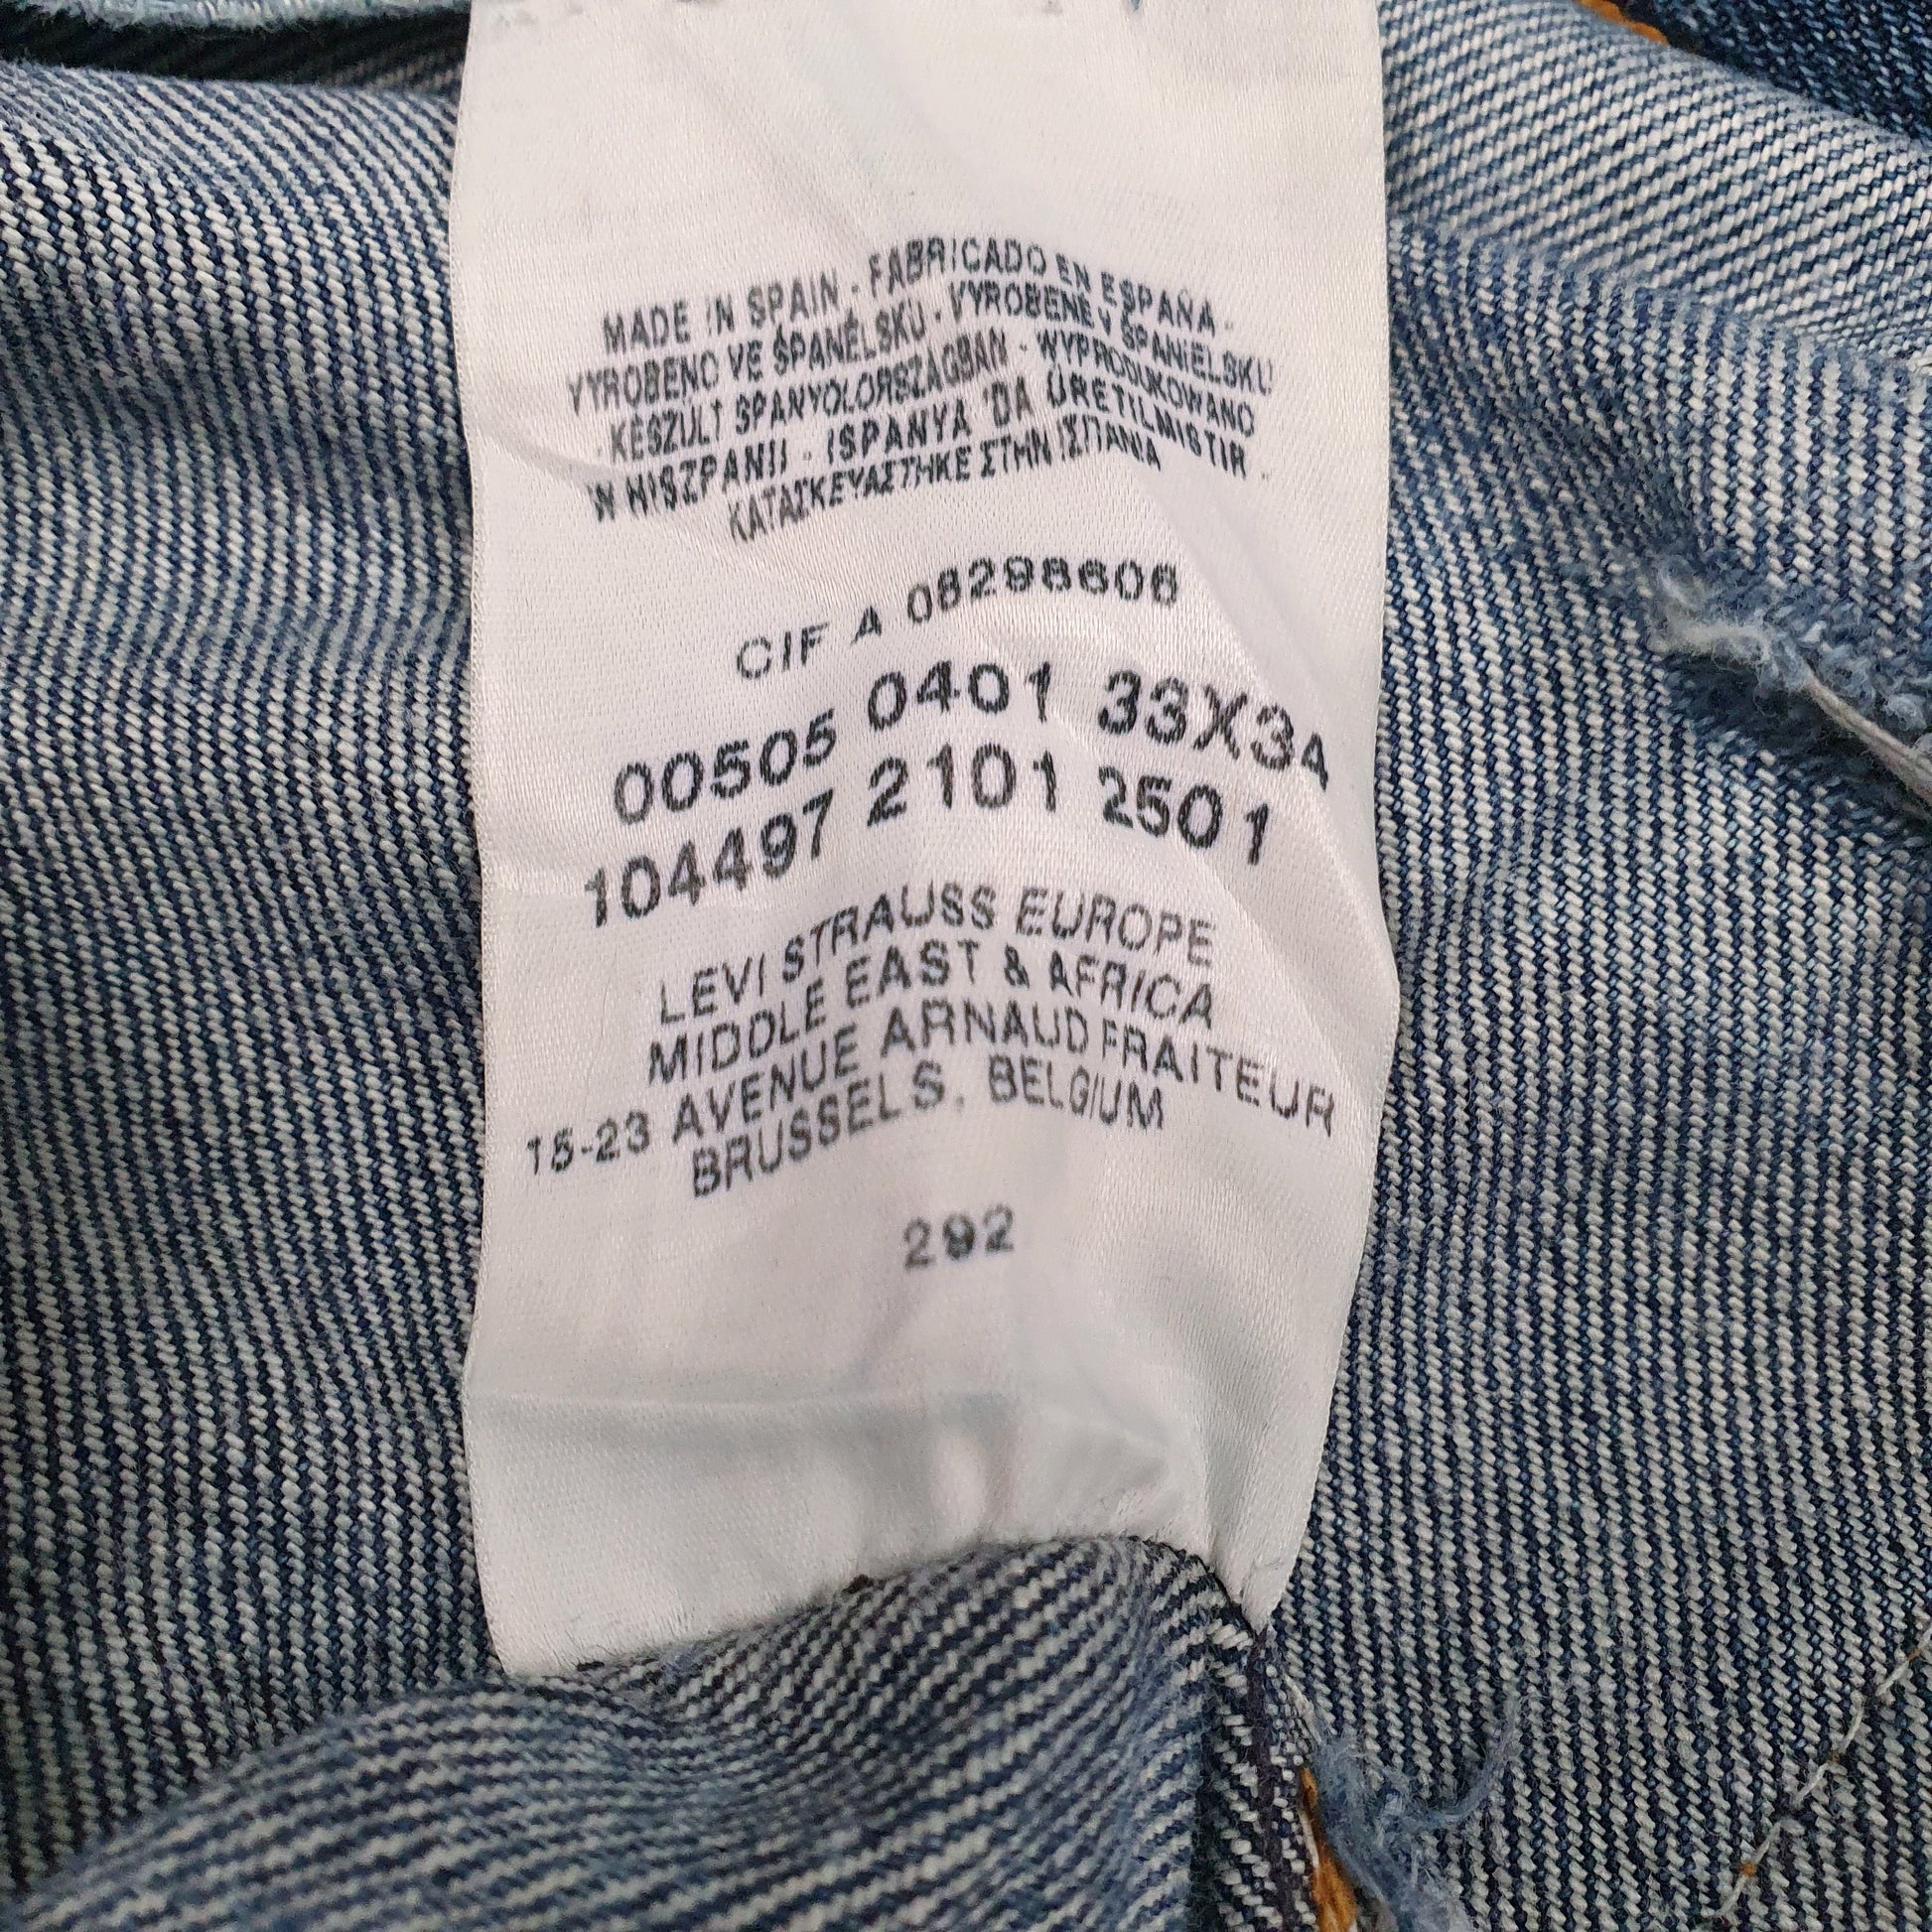 MADE IN SPAIN - FABRICADO EN ESPAÑA -
VYROBENO VE ŠPANĚLSKU - VYROBENÉ V ŠPANIELSKU
- KÉSZÜLT SPANYOLORSZÁGBAN - WYPRODUKOWANO
W HISZPANII - ISPANYA 'DA ÜRETILMISTIR -
ΚΑΤΑΣΚΕΥΑΣΤΗΚΕ ΣΤΗΝ ΙΣΠΑΝΙΑ
CIF A 08298606
00505 0401 33X34
104497 2101 2501
LEVI STRAUSS EUROPE
MIDDLE EAST & AFRICA
15-23 AVENUE ARNAUD FRAITEUR
BRUSSELS, BELGIUM
292